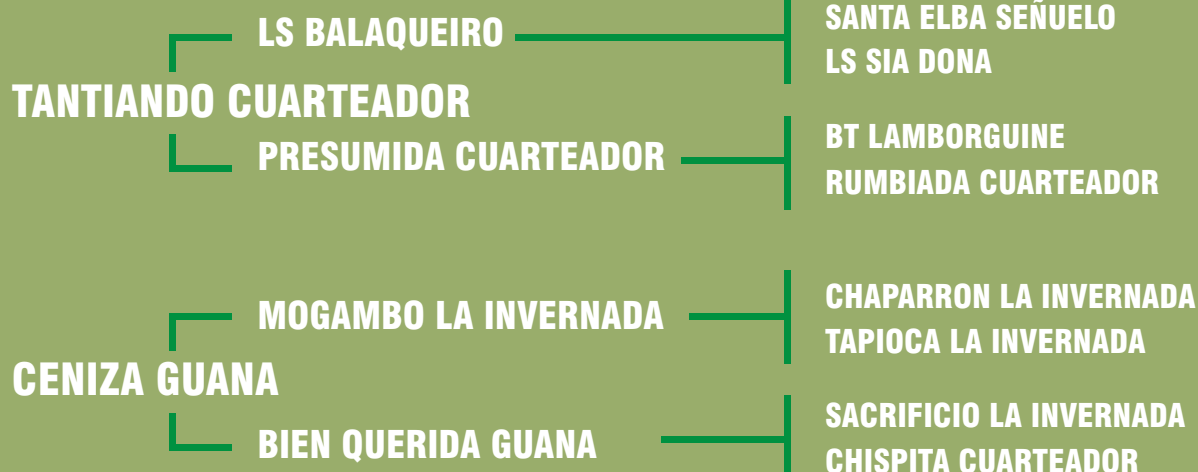 SANTA ELBA SEÑUELO
LS BALAQUEIRO
LS SIA DONA
TANTIANDO CUARTEADOR
BT LAMBORGUINE
PRESUMIDA CUARTEADOR
RUMBIADA CUARTEADOR
CHAPARRON LA INVERNADA
MOGAMBO LA INVERNADA
TAPIOCA LA INVERNADA
CENIZA GUANA
SACRIFICIO LA INVERNADA
BIEN QUERIDA GUANA
CHISPITA CUARTEADOR